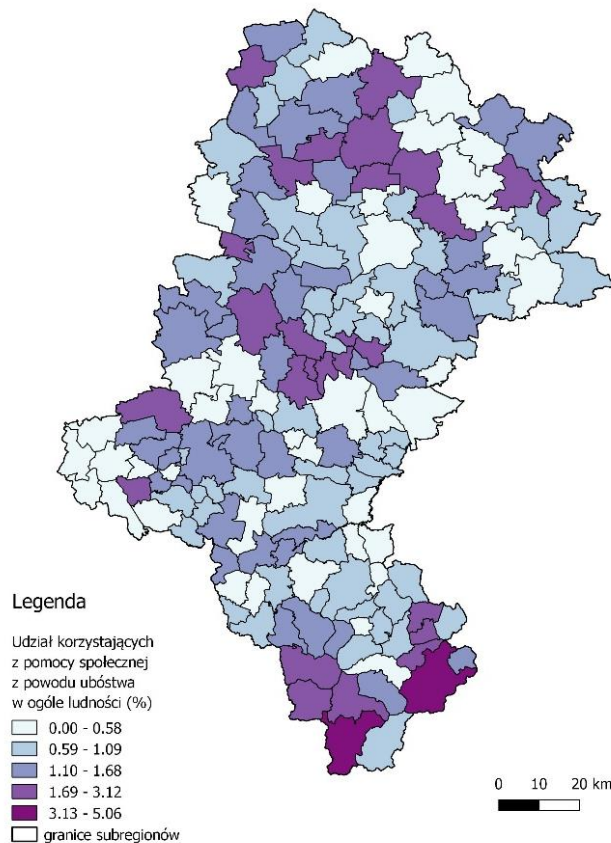 Legenda
Udział korzystających
z pomocy społecznej
z powodu ubóstwa
w ogóle ludności (%)
0.00 - 0.58
0.59 - 1.09
1.10 - 1.68
1.69 - 3.12
3.13 - 5.06
granice subregionów
0 10 20 km